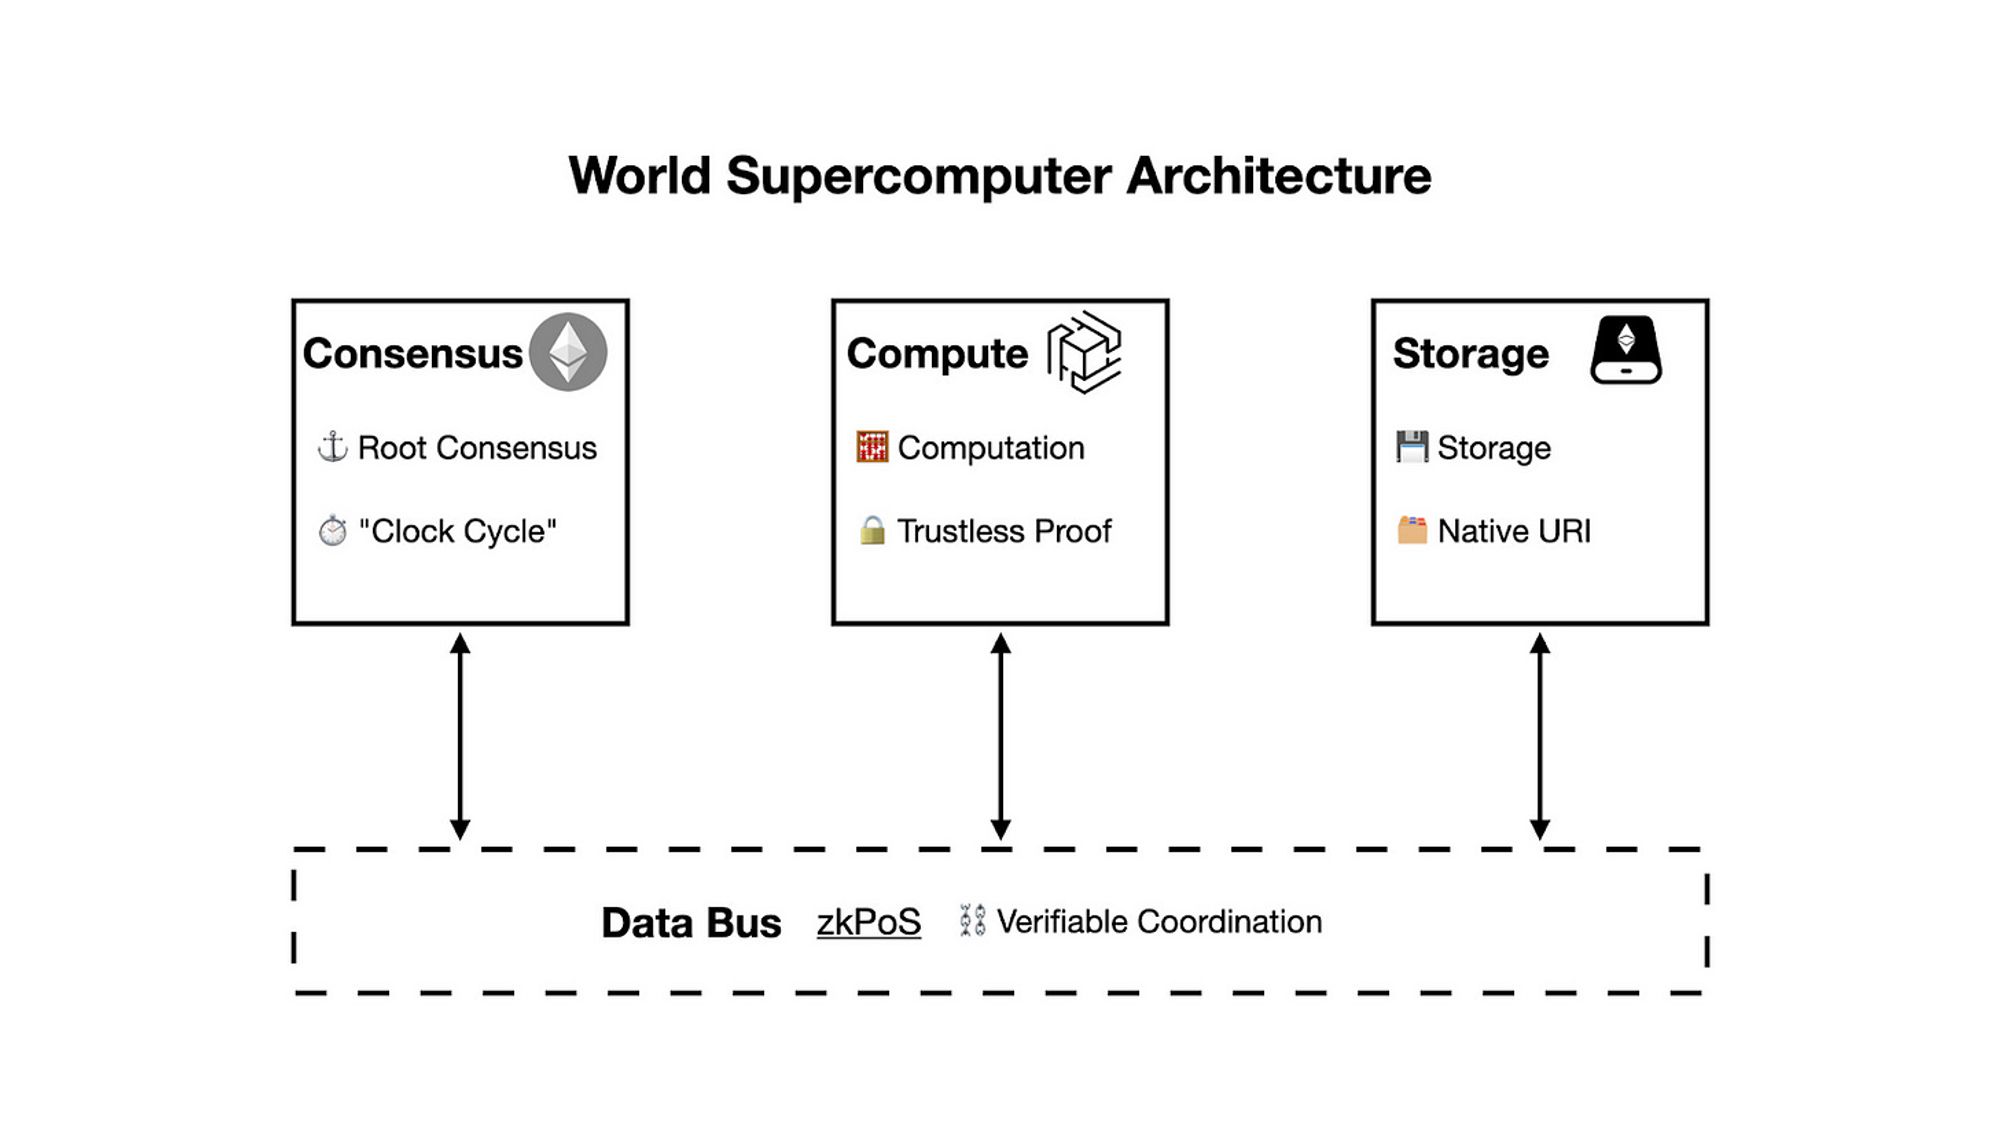 World Supercomputer Architecture
Consensus
Root Consensus
"Clock Cycle"
Compute
Computation
Trustless Proof
Storage
Storage
Native URI
Data Bus zkPoS Verifiable Coordination